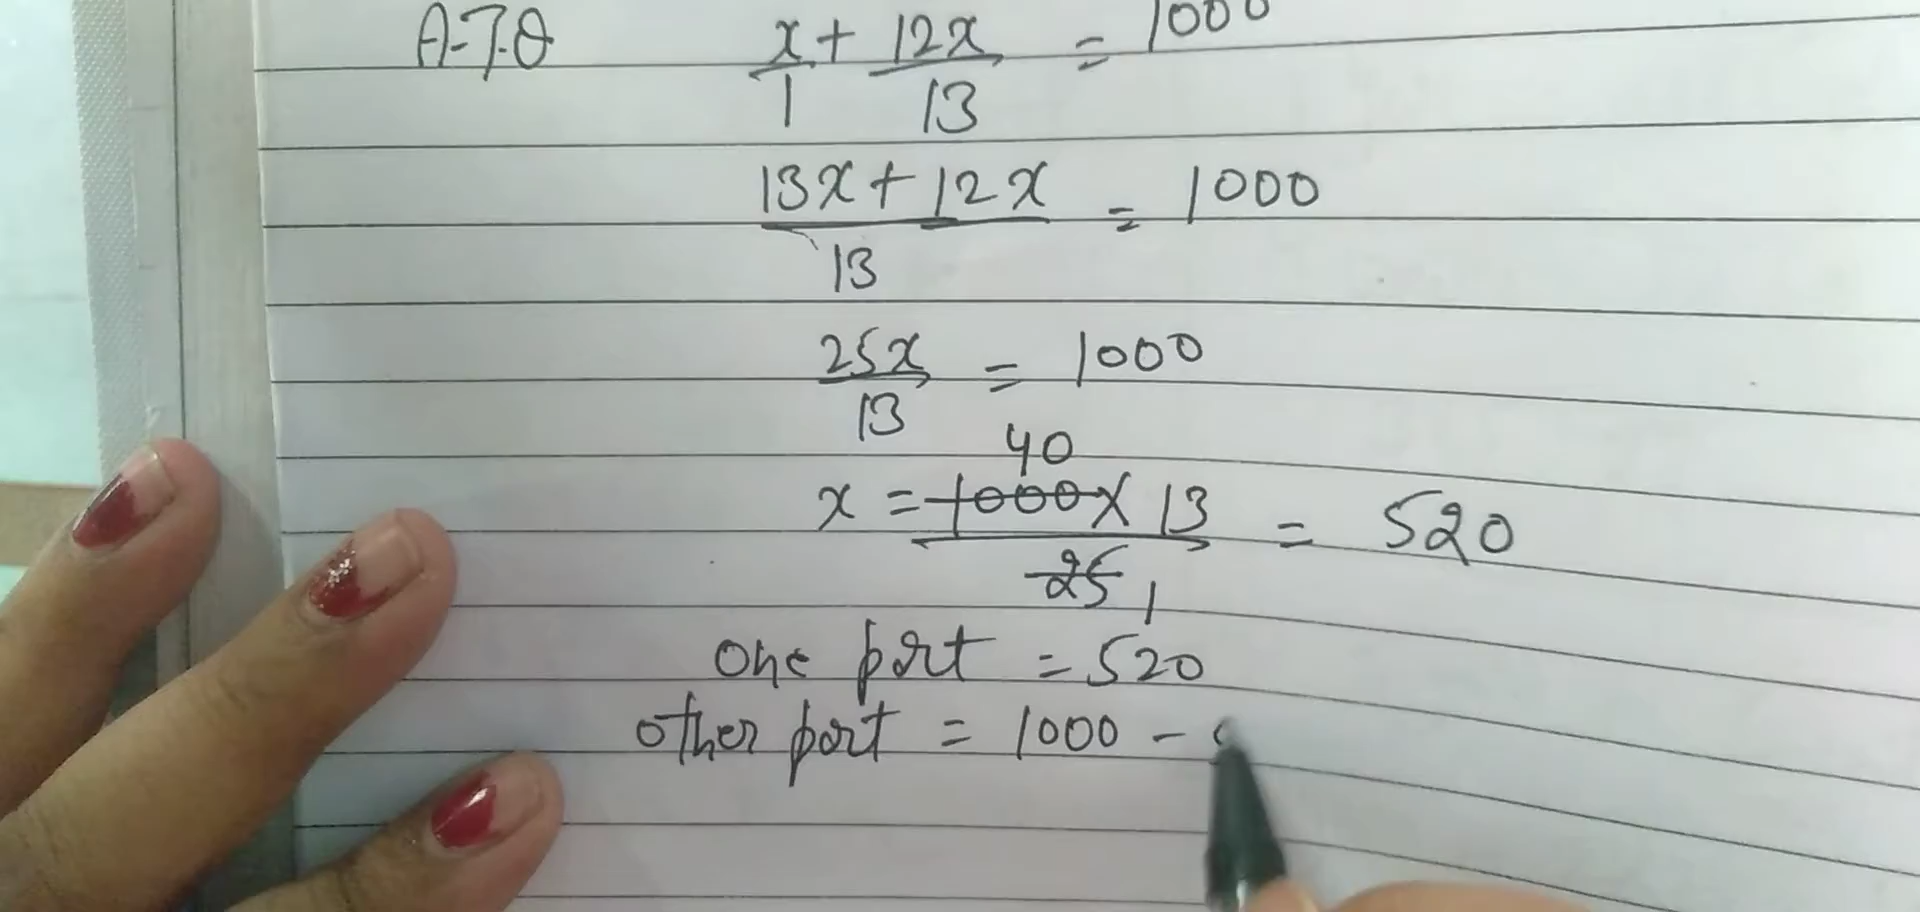 A-T-Q x/1 + 12x/13 = 1000
13x + 12x/13 = 1000
25x/13 = 1000
40
x = 1000 x 13/25 1 = 520
one part = 520
other part = 1000 -